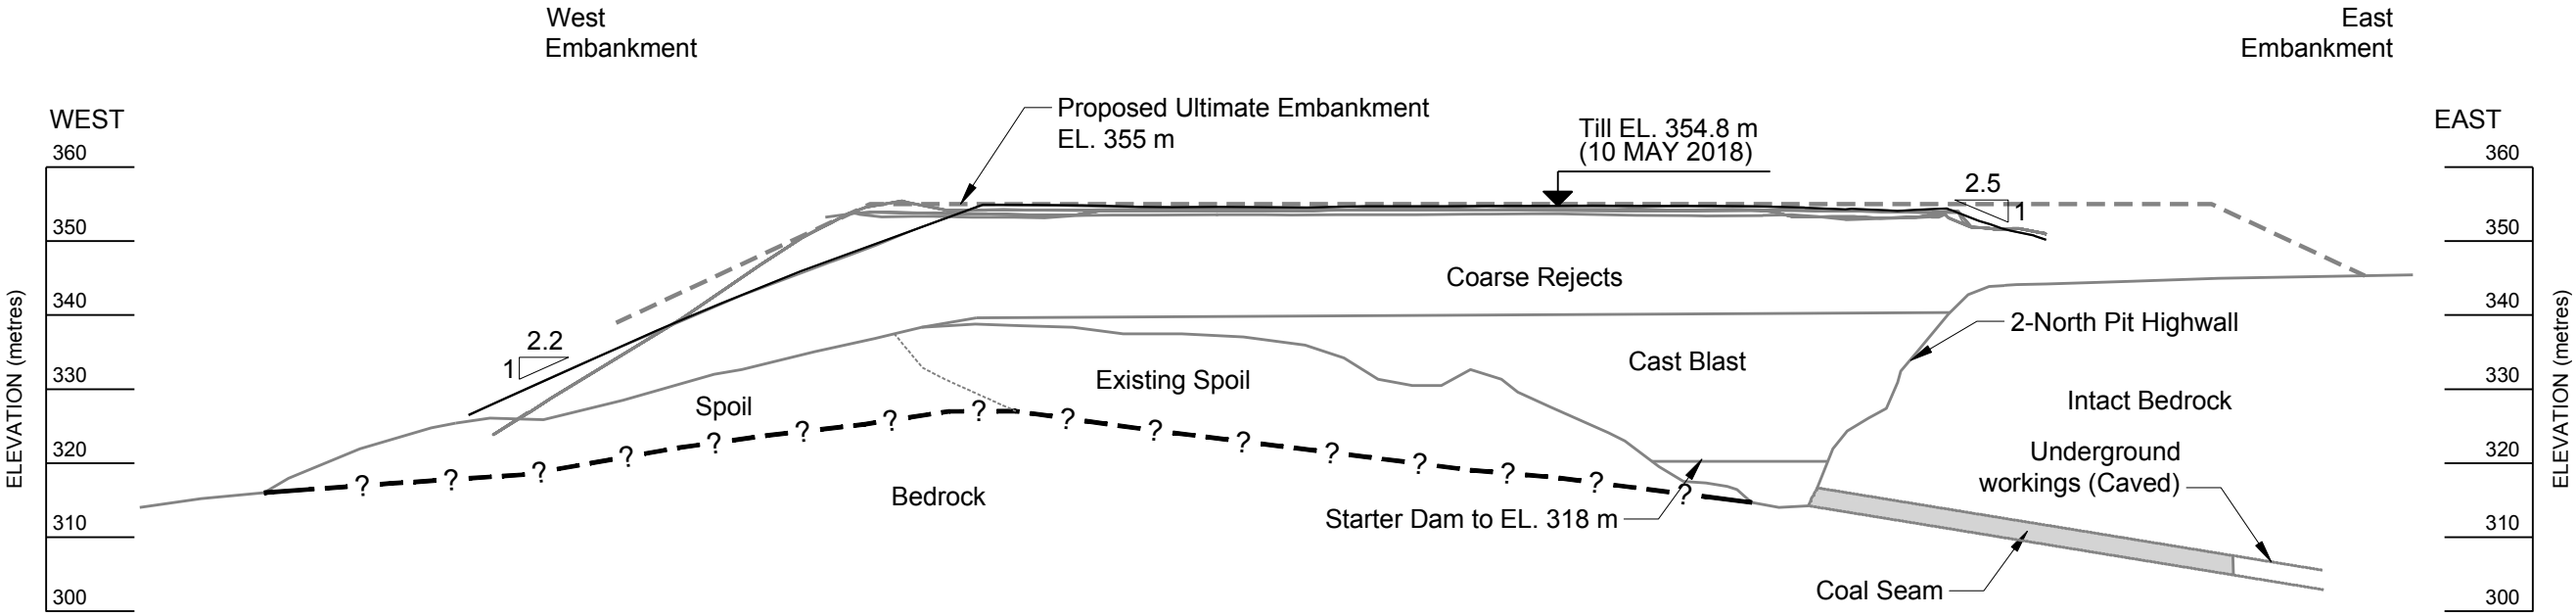 West
Embankment
East
Embankment
WEST
EAST
Proposed Ultimate Embankment
EL. 355 m
Till EL. 354.8 m
(10 MAY 2018)
360
350
340
330
320
310
300
ELEVATION (metres)
360
350
340
330
320
310
300
ELEVATION (metres)
2.5
1
Coarse Rejects
2.2
1
2-North Pit Highwall
Cast Blast
Existing Spoil
Spoil
Intact Bedrock
? ? ? ? ? ? ? ? ? ? ? ? ? ? ? ?
Underground
workings (Caved)
Bedrock
Starter Dam to EL. 318 m
Coal Seam